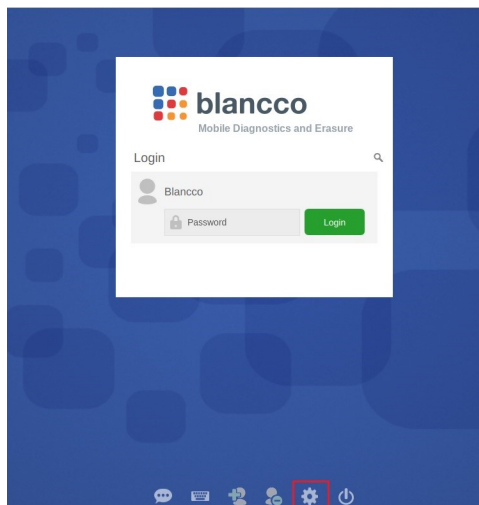 blancco
Mobile Diagnostics and Erasure
Login
Blancco
Password
Login